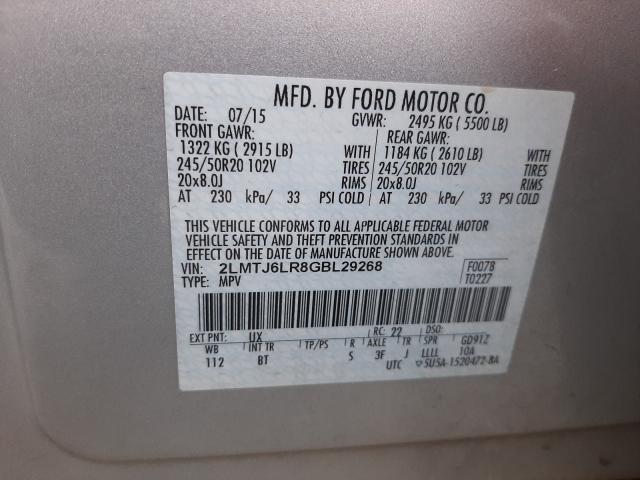 MFD. BY FORD MOTOR CO.
DATE: 07/15 GVWR: 2495 KG ( 5500 LB)
FRONT GAWR: REAR GAWR:
1322 KG ( 2915 LB) WITH 1184 KG ( 2610 LB) WITH
245/50R20 102V TIRES 245/50R20 102V TIRES
20x8.0J RIMS 20x8.0J RIMS
AT 230 kPa/ 33 PSI COLD AT 230 kPa/ 33 PSI COLD
THIS VEHICLE CONFORMS TO ALL APPLICABLE FEDERAL MOTOR
VEHICLE SAFETY AND THEFT PREVENTION STANDARDS IN
EFFECT ON THE DATE OF MANUFACTURE SHOWN ABOVE.
VIN: 2LMTJ6LR8GBL29268 F0078
TYPE: MPV T0227
EXT PNT: UX RC: 22 DSO:
WB INT TR TP/PS R AXLE TR SPR GD91Z
112 BT S 3F J LLLL 10A
UTC 5U5A-1520472-BA